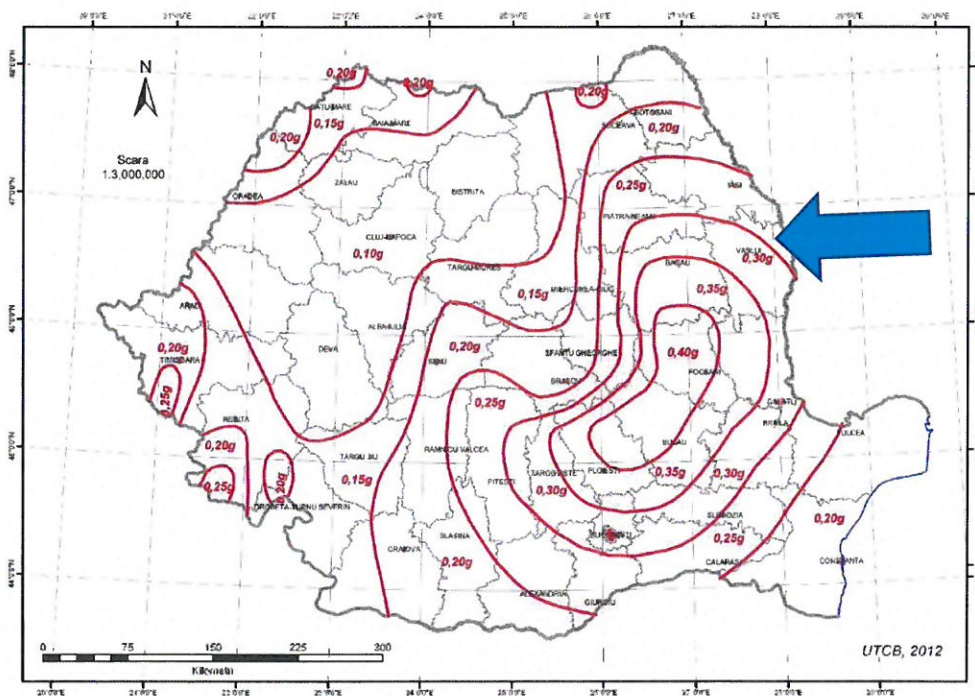 N
Scara
1:3,000,000
0,20g
0,20g
0,20g
SATU MARE
0,15g
0,20g
BAIA MARE
BOTOSANI
SUCEAVA
0,20g
ZALAU
ORADEA
BISTRITA
0,25g
IASI
PIATRA-NEAMT
CLUJ-NAPOCA
0,10g
VASLUI
0,30g
TARGU-MURES
BACAU
MIERCUREA-CIUC
0,15g
0,35g
ARAD
ALBA-IULIA
DEVA
SIBIU
0,20g
SFANTU GHEORGHE
0,40g
0,20g
TIMISOARA
FOCSANI
BRASOV
0,25g
0,25g
RESITA
GALATI
BRAILA
TULCEA
0,20g
RAMNICU VALCEA
BUZAU
TARGU JIU
0,15g
TARGOVISTE
PLOIESTI
0,35g
0,30g
PITESTI
0,30g
0,25g
0,20g
DROBETA-TURNU SEVERIN
SLOBOZIA
0,20g
0,25g
CRAIOVA
SLATINA
0,20g
CALARASI
CONSTANTA
ALEXANDRIA
GIURGIU
0 75 150 225 300
Kilometri
UTCB, 2012